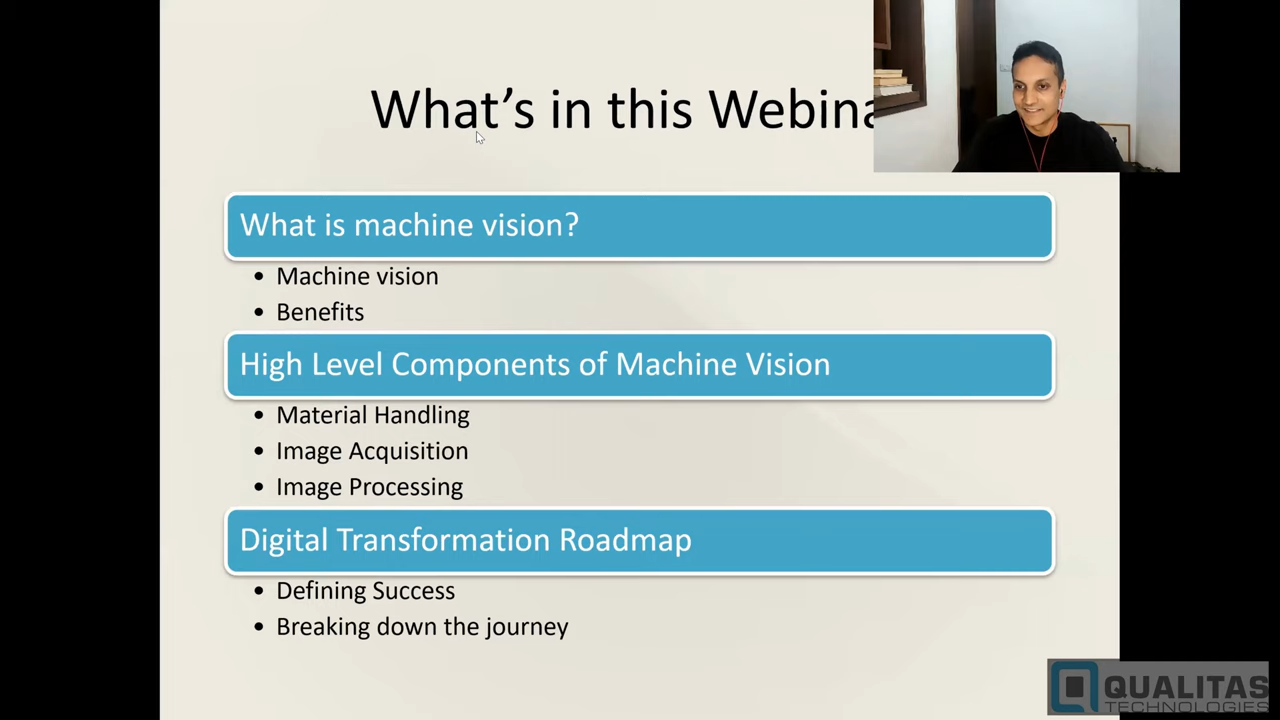 What's in this Webina
What is machine vision?
• Machine vision
• Benefits
High Level Components of Machine Vision
• Material Handling
• Image Acquisition
• Image Processing
Digital Transformation Roadmap
• Defining Success
• Breaking down the journey
QUALITAS
TECHNOLOGIES